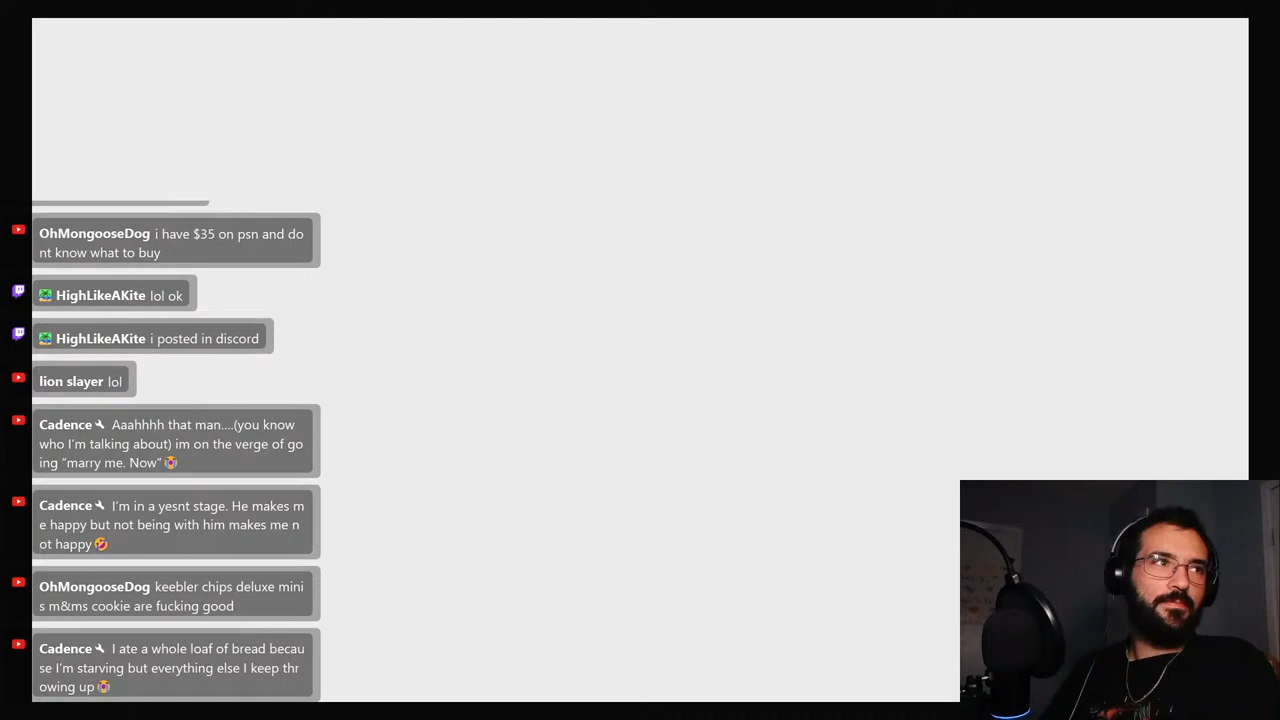 OhMongooseDog i have $35 on psn and do
nt know what to buy
HighLikeAKite lol ok
HighLikeAKite i posted in discord
lion slayer lol
Cadence Aaahhhh that man....(you know
who I’m talking about) im on the verge of go
ing “marry me. Now”😭
Cadence I’m in a yesnt stage. He makes m
e happy but not being with him makes me n
ot happy🤣
OhMongooseDog keebler chips deluxe mini
s m&ms cookie are fucking good
Cadence I ate a whole loaf of bread becau
se I’m starving but everything else I keep thr
owing up😭